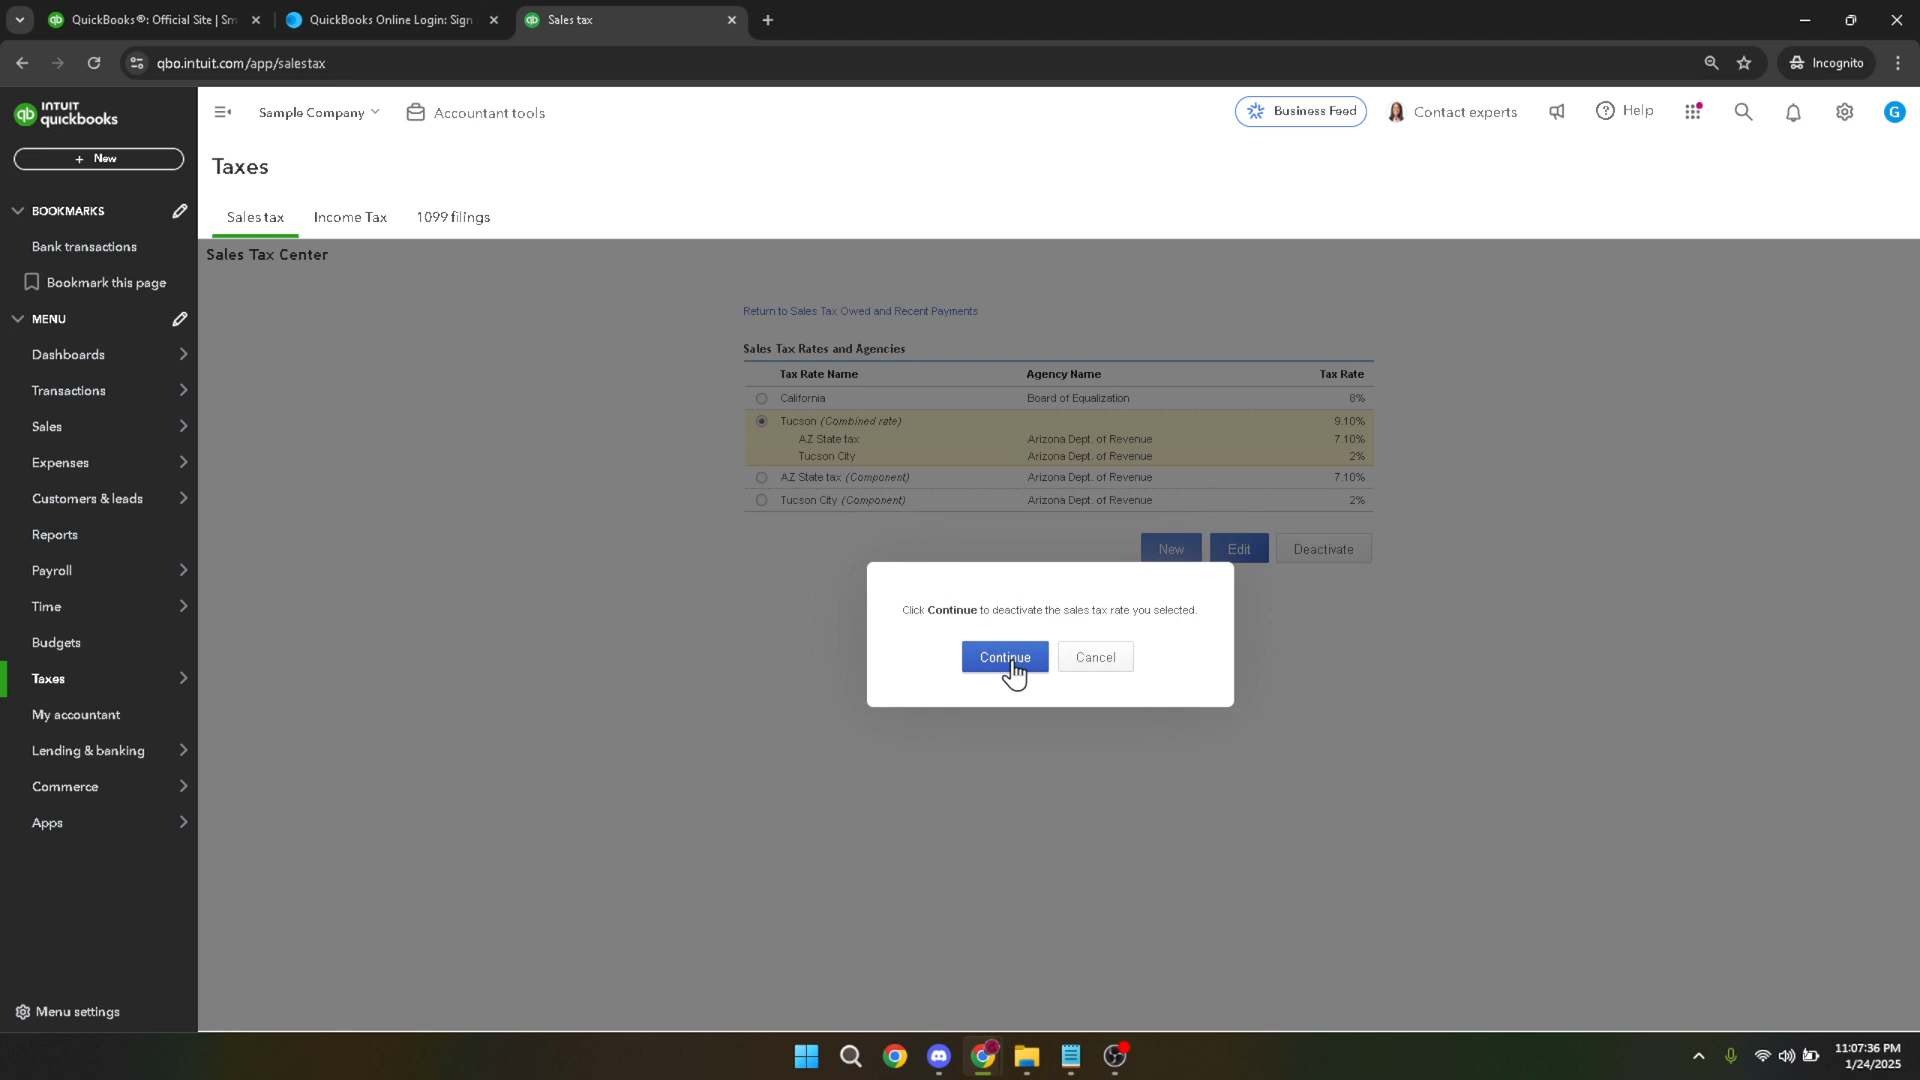 QuickBooks®: Official Site | Sm
QuickBooks Online Login: Sign
Sales tax
qbo.intuit.com/app/salestax
Incognito
INTUIT
quickbooks
Sample Company
Accountant tools
Business Feed
Contact experts
Help
G
+ New
Taxes
BOOKMARKS
Sales tax
Income Tax
1099 filings
Bank transactions
Sales Tax Center
Bookmark this page
Return to Sales Tax Owed and Recent Payments
MENU
Sales Tax Rates and Agencies
Dashboards
Tax Rate Name Agency Name Tax Rate
Transactions
California Board of Equalization 8%
Sales
Tucson (Combined rate) 9.10%
AZ State tax Arizona Dept. of Revenue 7.10%
Tucson City Arizona Dept. of Revenue 2%
Expenses
AZ State tax (Component) Arizona Dept. of Revenue 7.10%
Customers & leads
Tucson City (Component) Arizona Dept. of Revenue 2%
Reports
New Edit Deactivate
Payroll
Time
Click Continue to deactivate the sales tax rate you selected.
Budgets
Continue Cancel
Taxes
My accountant
Lending & banking
Commerce
Apps
Menu settings
11:07:36 PM
1/24/2025